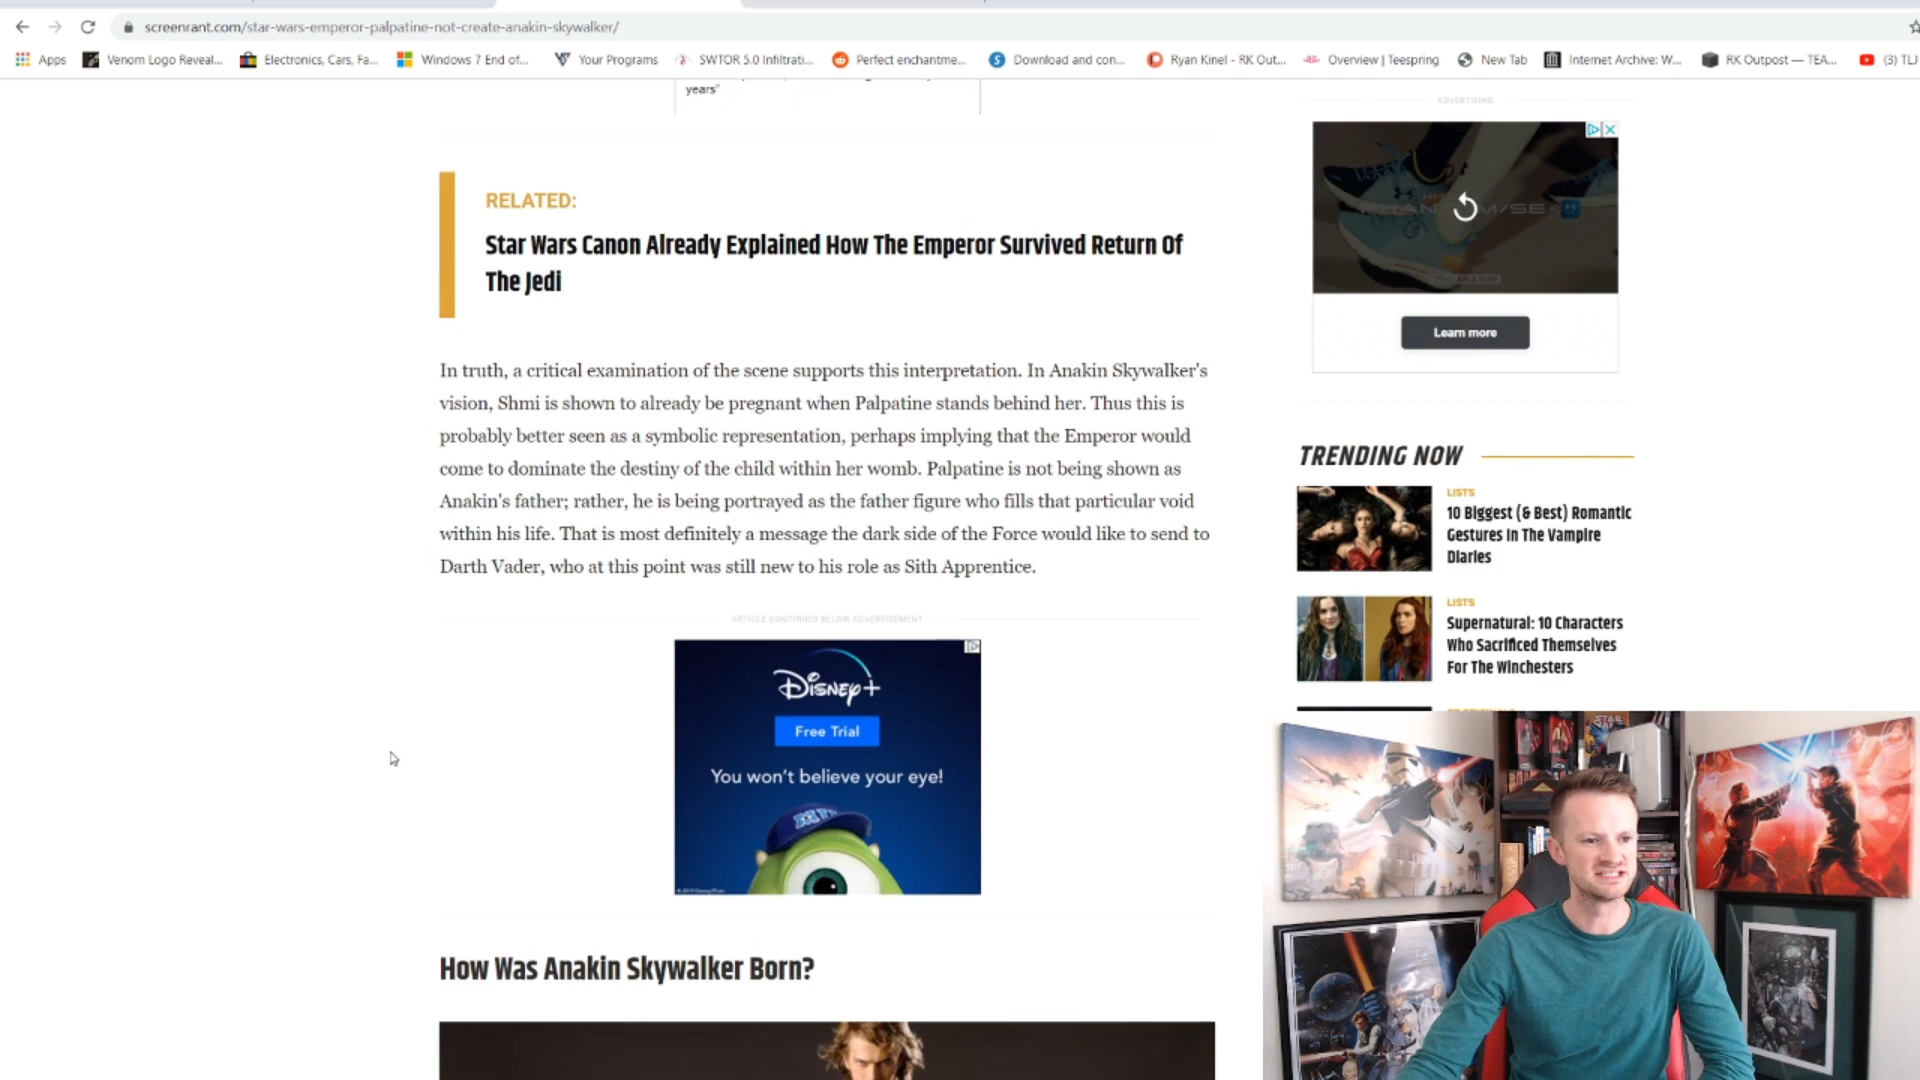 screenrant.com/star-wars-emperor-palpatine-not-create-anakin-skywalker/
Apps
Venom Logo Reveal...
Electronics, Cars, Fa...
Windows 7 End of...
Your Programs
SWTOR 5.0 Infiltrati...
Perfect enchantme...
Download and con...
Ryan Kinel - RK Out...
Overview | Teespring
New Tab
Internet Archive: W...
RK Outpost — TEA...
(3) TLJ
years"
RELATED:
Star Wars Canon Already Explained How The Emperor Survived Return Of
The Jedi
In truth, a critical examination of the scene supports this interpretation. In Anakin Skywalker's
vision, Shmi is shown to already be pregnant when Palpatine stands behind her. Thus this is
probably better seen as a symbolic representation, perhaps implying that the Emperor would
come to dominate the destiny of the child within her womb. Palpatine is not being shown as
Anakin's father; rather, he is being portrayed as the father figure who fills that particular void
within his life. That is most definitely a message the dark side of the Force would like to send to
Darth Vader, who at this point was still new to his role as Sith Apprentice.
ARTICLE CONTINUES BELOW ADVERTISEMENT
Disney+
Free Trial
You won't believe your eye!
MU
How Was Anakin Skywalker Born?
ADVERTISING
Learn more
TRENDING NOW
LISTS
10 Biggest (& Best) Romantic
Gestures In The Vampire
Diaries
LISTS
Supernatural: 10 Characters
Who Sacrificed Themselves
For The Winchesters
STAR